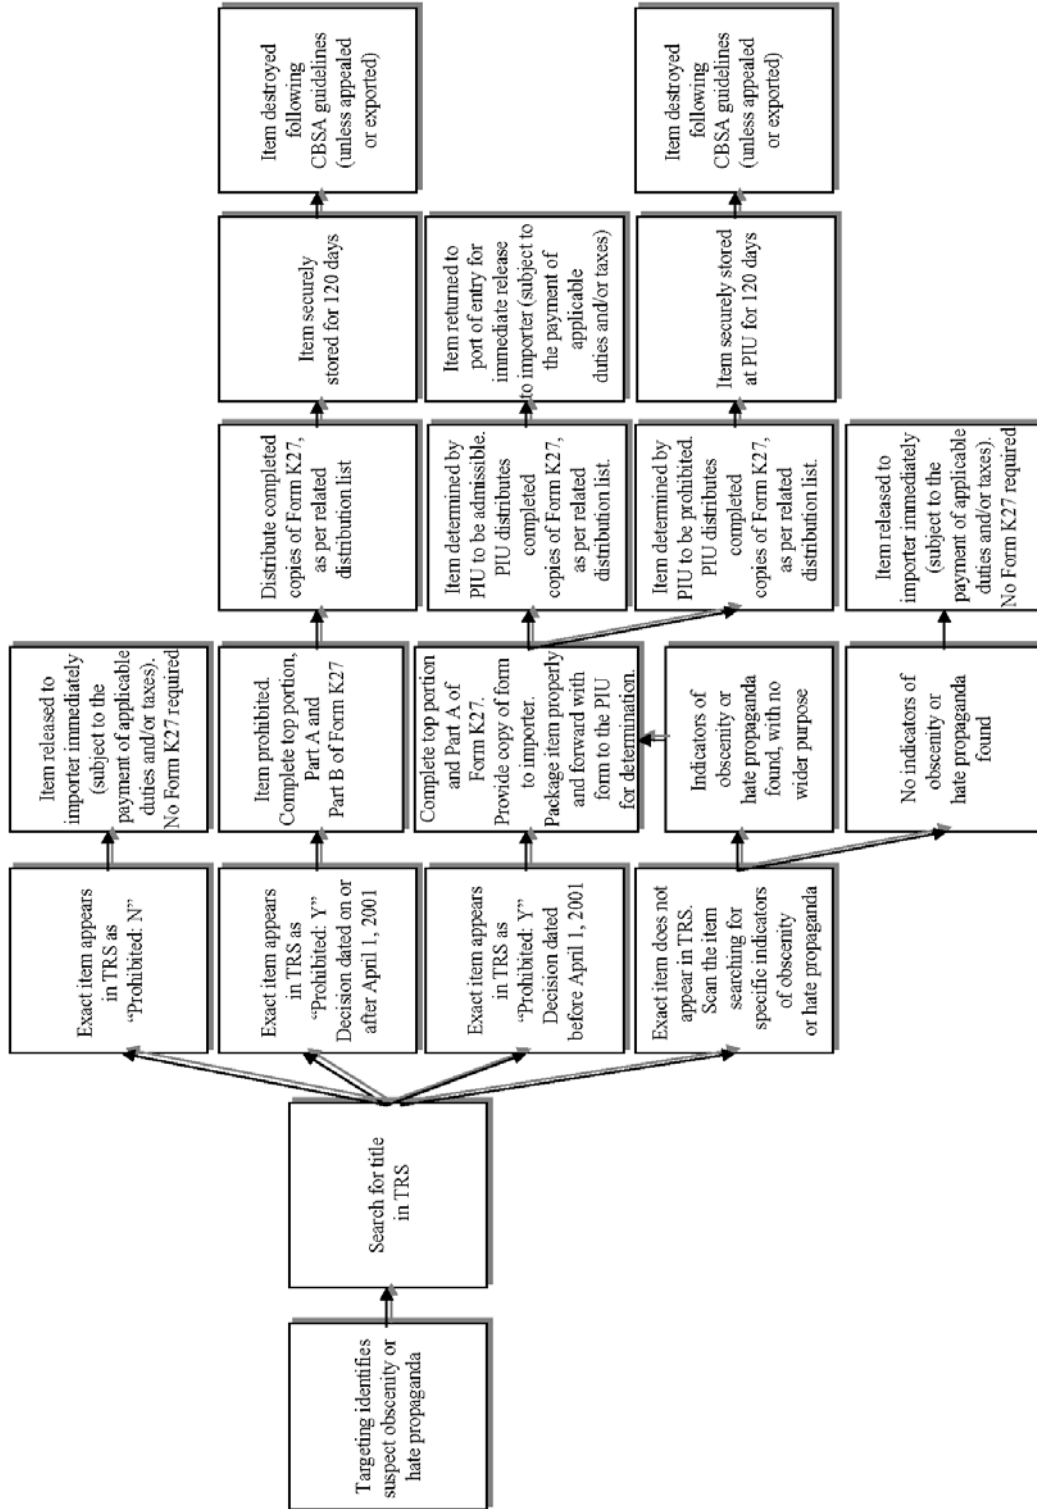 Targeting identifies
suspect obscenity or
hate propaganda
Search for title
in TRS
Exact item appears
in TRS as
“Prohibited: N”
Item released to
importer immediately
(subject to the
payment of applicable
duties and/or taxes).
No Form K27 required
Exact item appears
in TRS as
“Prohibited: Y”
Decision dated on or
after April 1, 2001
Item prohibited.
Complete top portion,
Part A and
Part B of Form K27
Distribute completed
copies of Form K27,
as per related
distribution list
Item securely
stored for 120 days
Item destroyed
following
CBSA guidelines
(unless appealed
or exported)
Exact item appears
in TRS as
“Prohibited: Y”
Decision dated
before April 1, 2001
Complete top portion
and Part A of
Form K27.
Provide copy of form
to importer.
Package item properly
and forward with
form to the PIU
for determination.
Item determined by
PIU to be admissible.
PIU distributes
completed
copies of Form K27,
as per related
distribution list.
Item returned to
port of entry for
immediate release
to importer (subject to
the payment of
applicable
duties and/or taxes)
Exact item does not
appear in TRS.
Scan the item
searching for
specific indicators
of obscenity
or hate propaganda
Indicators of
obscenity or
hate propaganda
found, with no
wider purpose
Item determined by
PIU to be prohibited.
PIU distributes
completed
copies of Form K27,
as per related
distribution list.
Item securely stored
at PIU for 120 days
Item destroyed
following
CBSA guidelines
(unless appealed
or exported)
No indicators of
obscenity or
hate propaganda
found
Item released to
importer immediately
(subject to the
payment of applicable
duties and/or taxes).
No Form K27 required